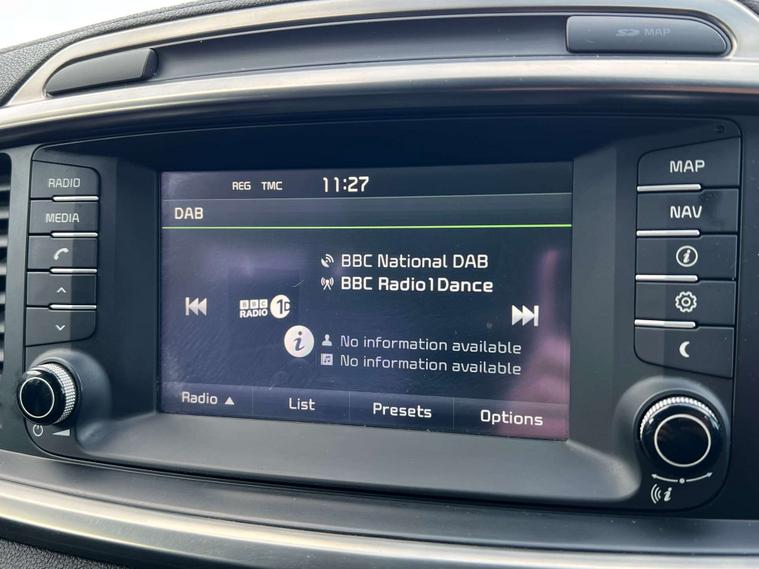 SD MAP
RADIO
MEDIA
REG TMC 11:27
DAB
BBC National DAB
BBC Radio1Dance
BBC
RADIO 1D
i No information available
No information available
Radio ▲ List Presets Options
MAP
NAV
i
i